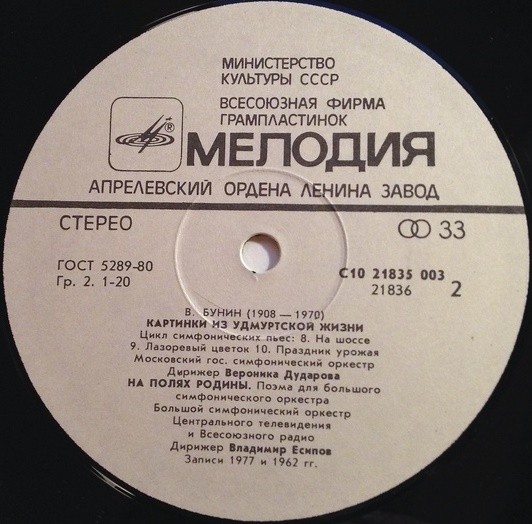 МИНИСТЕРСТВО
КУЛЬТУРЫ СССР
ВСЕСОЮЗНАЯ ФИРМА
ГРАМПЛАСТИНОК
®
МЕЛОДИЯ
АПРЕЛЕВСКИЙ ОРДЕНА ЛЕНИНА ЗАВОД
СТЕРЕО
33
ГОСТ 5289-80
Гр. 2. 1-20
С10 21835 003
21836 2
В. БУНИН (1908 — 1970)
КАРТИНКИ ИЗ УДМУРТСКОЙ ЖИЗНИ
Цикл симфонических пьес: 8. На шоссе
9. Лазоревый цветок 10. Праздник урожая
Московский гос. симфонический оркестр
Дирижер Вероника Дударова
НА ПОЛЯХ РОДИНЫ. Поэма для большого
симфонического оркестра
Большой симфонический оркестр
Центрального телевидения
и Всесоюзного радио
Дирижер Владимир Есипов
Записи 1977 и 1962 гг.